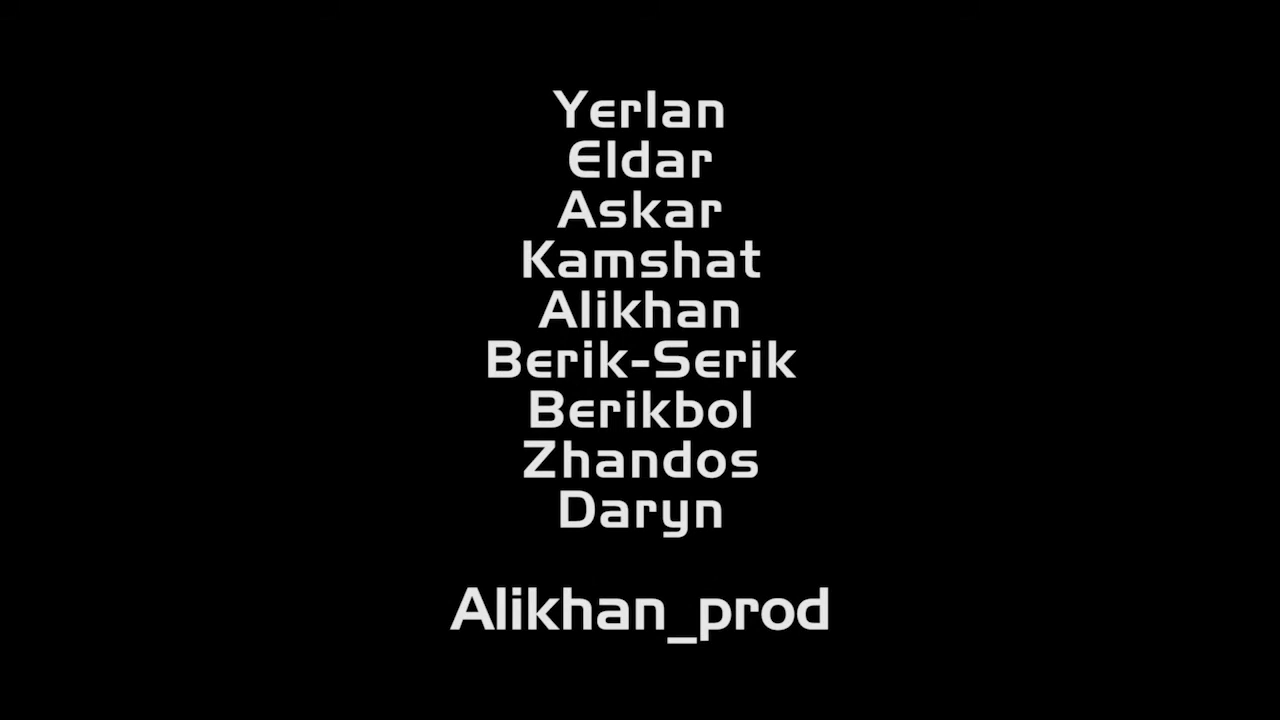 Yerlan
Eldar
Askar
Kamshat
Alikhan
Berik-Serik
Berikbol
Zhandos
Daryn
Alikhan_prod